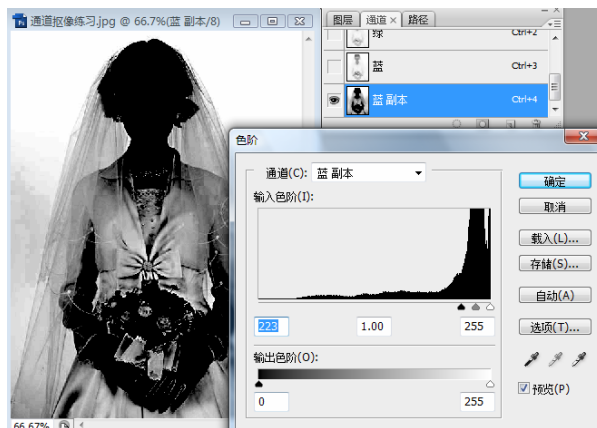 通道抠像练习.jpg @ 66.7%(蓝 副本/8)
图层 通道 × 路径
绿 Ctrl+2
蓝 Ctrl+3
蓝 副本 Ctrl+4
色阶
通道(C): 蓝 副本
输入色阶(I):
223 1.00 255
输出色阶(O):
0 255
确定
取消
载入(L)...
存储(S)...
自动(A)
选项(T)...
预览(P)
66.67%